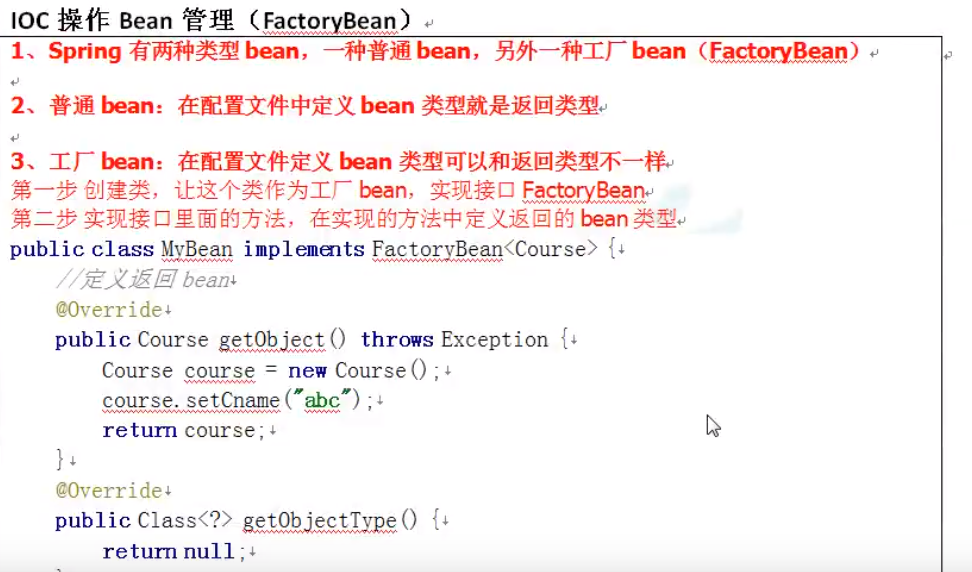 IOC 操作 Bean 管理（FactoryBean）
1、Spring 有两种类型 bean，一种普通 bean，另外一种工厂 bean（FactoryBean）
2、普通 bean：在配置文件中定义 bean 类型就是返回类型
3、工厂 bean：在配置文件定义 bean 类型可以和返回类型不一样
第一步 创建类，让这个类作为工厂 bean，实现接口 FactoryBean
第二步 实现接口里面的方法，在实现的方法中定义返回的 bean 类型
public class MyBean implements FactoryBean<Course> {
//定义返回 bean
@Override
public Course getObject() throws Exception {
Course course = new Course();
course.setCname("abc");
return course;
}
@Override
public Class<?> getObjectType() {
return null;